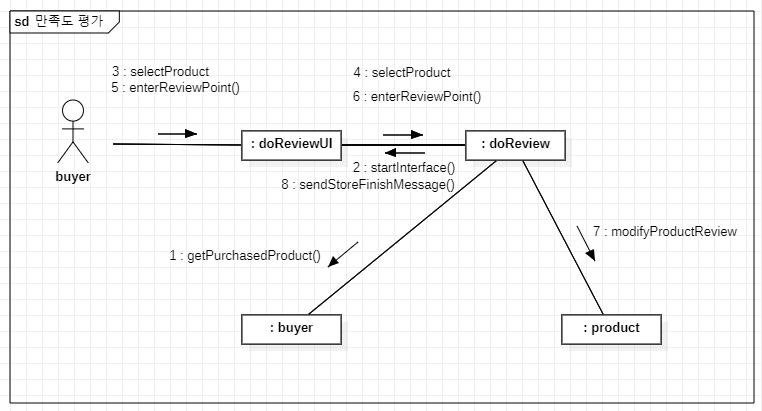 sd 만족도 평가
3 : selectProduct
5 : enterReviewPoint()
4 : selectProduct
6 : enterReviewPoint()
: doReviewUI
: doReview
buyer
2 : startInterface()
8 : sendStoreFinishMessage()
1 : getPurchasedProduct()
7 : modifyProductReview
: buyer
: product